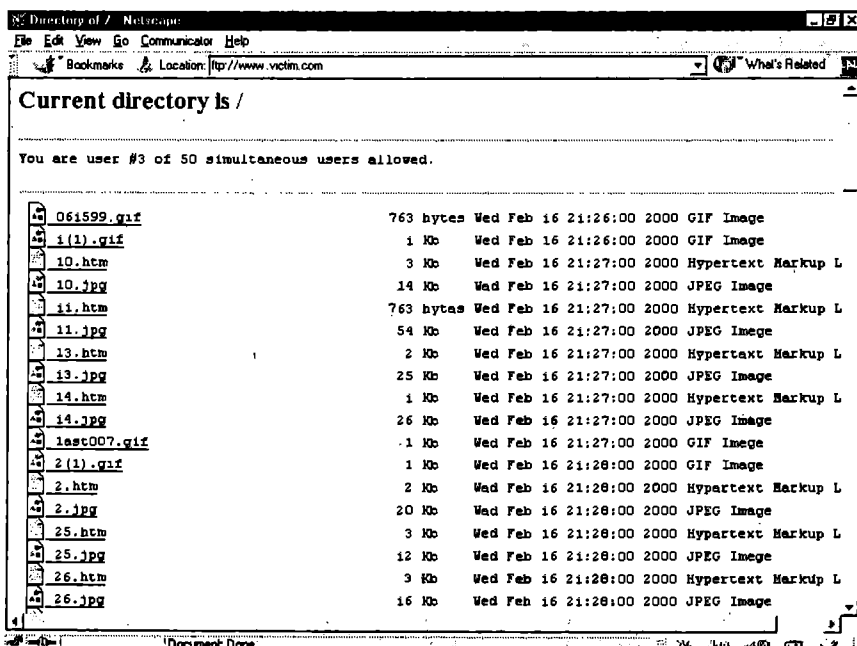 Directory of / Netscape
File Edit View Go Communicator Help
Bookmarks Location: ftp://www.victim.com What's Related
Current directory is /
You are user #3 of 50 simultaneous users allowed.
061599.gif 763 bytes Wed Feb 16 21:26:00 2000 GIF Image
i(1).gif i Kb Wed Feb 16 21:26:00 2000 GIF Image
10.htm 3 Kb Wed Feb 16 21:27:00 2000 Hypertext Markup L
10.jpg 14 Kb Wed Feb 16 21:27:00 2000 JPEG Image
ii.htm 763 bytes Wed Feb 16 21:27:00 2000 Hypertext Markup L
11.jpg 54 Kb Wed Feb 16 21:27:00 2000 JPEG Imege
13.htm 2 Kb Wed Feb 16 21:27:00 2000 Hypertext Markup L
i3.jpg 25 Kb Wed Feb 16 21:27:00 2000 JPEG Image
14.htm i Kb Wed Feb 16 21:27:00 2000 Hypertext Markup L
i4.jpg 26 Kb Wed Feb 16 21:27:00 2000 JPEG Image
last007.gif 1 Kb Wed Feb 16 21:27:00 2000 GIF Imege
2(1).gif 1 Kb Wed Feb 16 21:28:00 2000 GIF Image
2.htm 2 Kb Wed Feb 16 21:28:00 2000 Hypertext Markup L
2.jpg 20 Kb Wed Feb 16 21:28:00 2000 JPEG Image
25.htm 3 Kb Wed Feb 16 21:28:00 2000 Hypertext Markup L
25.jpg i2 Kb Wed Feb 16 21:28:00 2000 JPEG Imege
26.htm 3 Kb Wed Feb 16 21:28:00 2000 Hypertext Markup L
26.jpg i6 Kb Wed Feb 16 21:28:00 2000 JPEG Image
Document Done